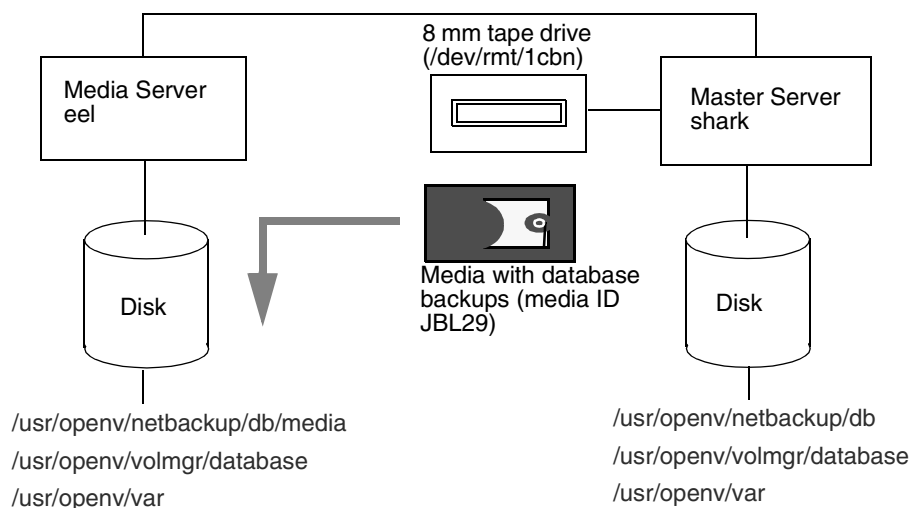 8 mm tape drive
(/dev/rmt/1cbn)
Media Server
eel
Master Server
shark
Media with database
backups (media ID
JBL29)
Disk
Disk
/usr/openv/netbackup/db/media
/usr/openv/volmgr/database
/usr/openv/var
/usr/openv/netbackup/db
/usr/openv/volmgr/database
/usr/openv/var